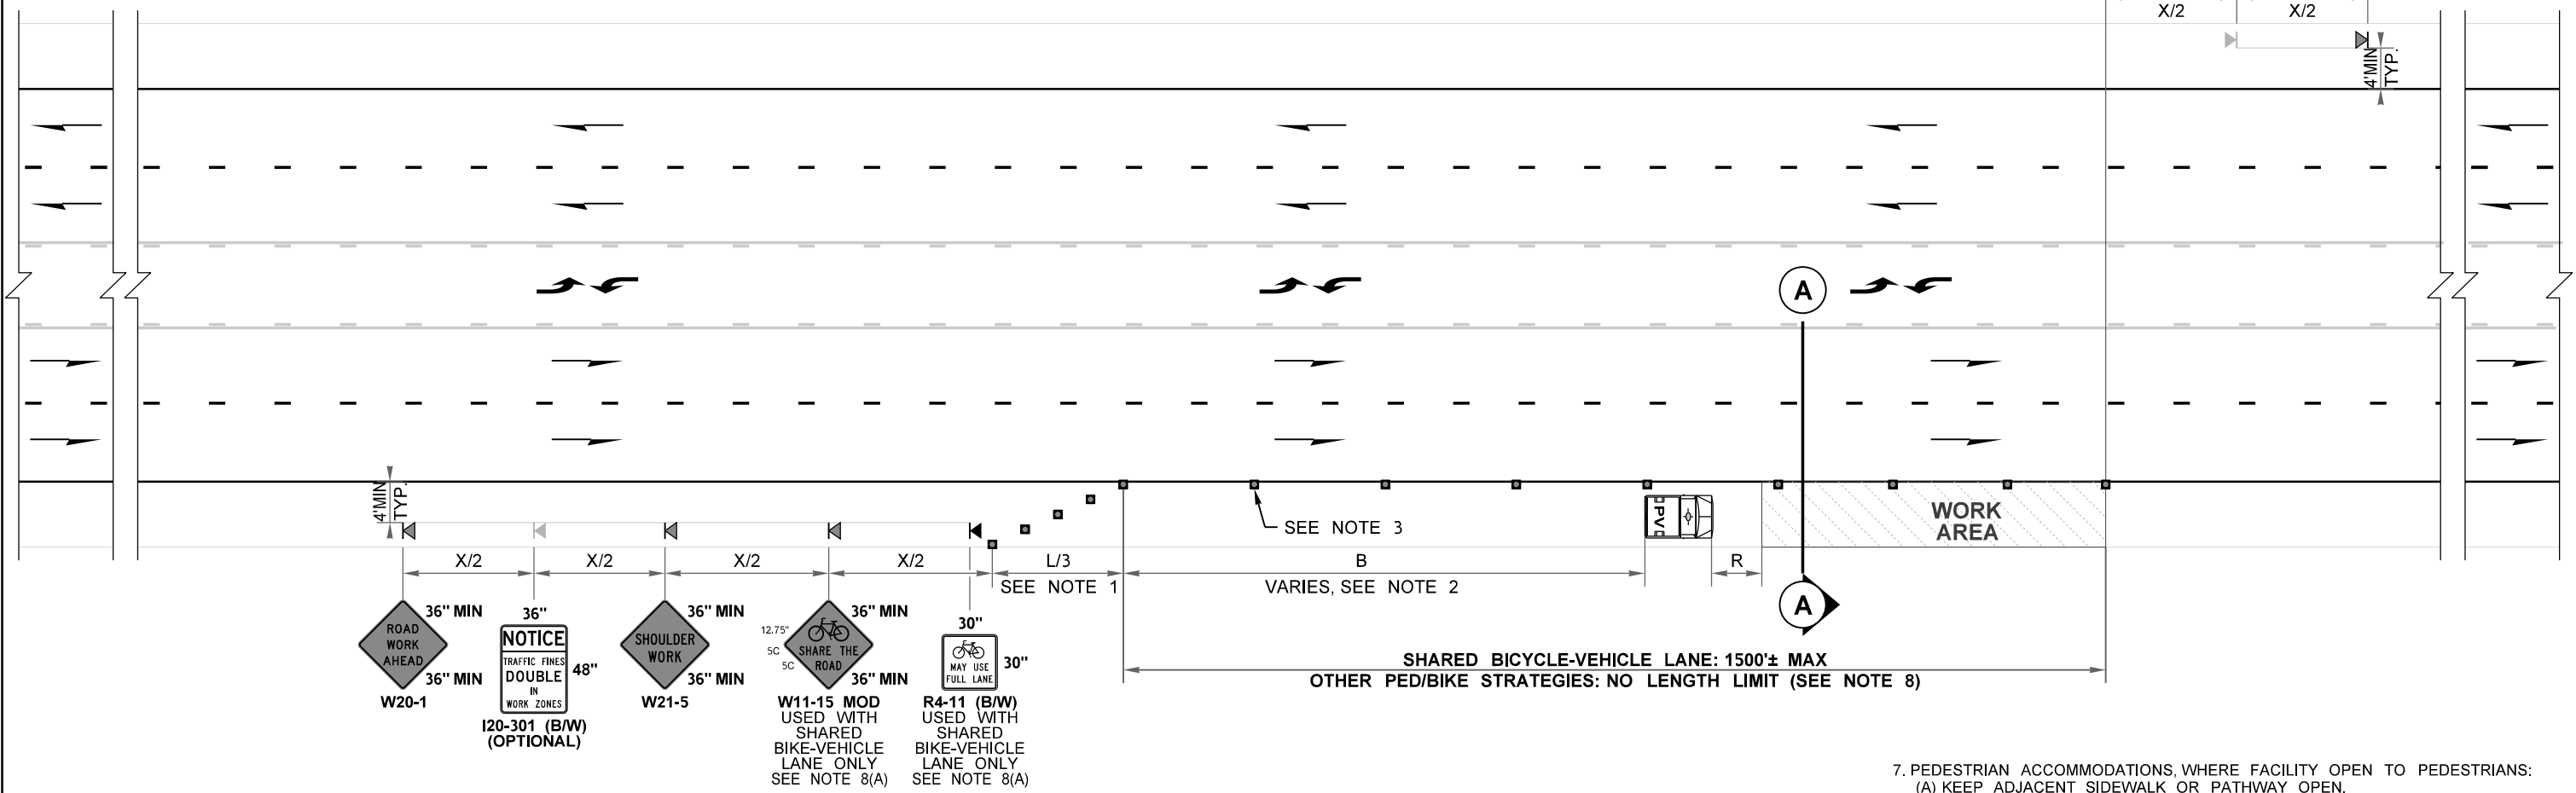 X/2
X/2
4'MIN
TYP.
A
4'MIN
TYP.
SEE NOTE 3
PV
WORK
AREA
X/2
X/2
X/2
X/2
L/3
B
R
SEE NOTE 1
VARIES, SEE NOTE 2
A
ROAD
WORK
AHEAD
36" MIN
36" MIN
W20-1
36"
NOTICE
TRAFFIC FINES
DOUBLE
IN
WORK ZONES
48"
I20-301 (B/W)
(OPTIONAL)
SHOULDER
WORK
36" MIN
36" MIN
W21-5
12.75"
5C
5C
SHARE THE
ROAD
36" MIN
36" MIN
W11-15 MOD
USED WITH
SHARED
BIKE-VEHICLE
LANE ONLY
SEE NOTE 8(A)
30"
MAY USE
FULL LANE
30"
R4-11 (B/W)
USED WITH
SHARED
BIKE-VEHICLE
LANE ONLY
SEE NOTE 8(A)
SHARED BICYCLE-VEHICLE LANE: 1500'± MAX
OTHER PED/BIKE STRATEGIES: NO LENGTH LIMIT (SEE NOTE 8)
7. PEDESTRIAN ACCOMMODATIONS, WHERE FACILITY OPEN TO PEDESTRIANS:
(A) KEEP ADJACENT SIDEWALK OR PATHWAY OPEN.